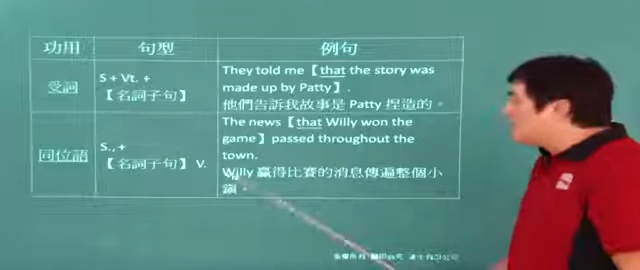 功用 句型 例句
受詞
S + Vt. +
【名詞子句】
They told me【that the story was
made up by Patty】.
他們告訴我故事是 Patty 捏造的。
同位語
S., +
【名詞子句】V.
The news【that Willy won the
game】passed throughout the
town.
Willy 贏得比賽的消息傳遍整個小
鎮。